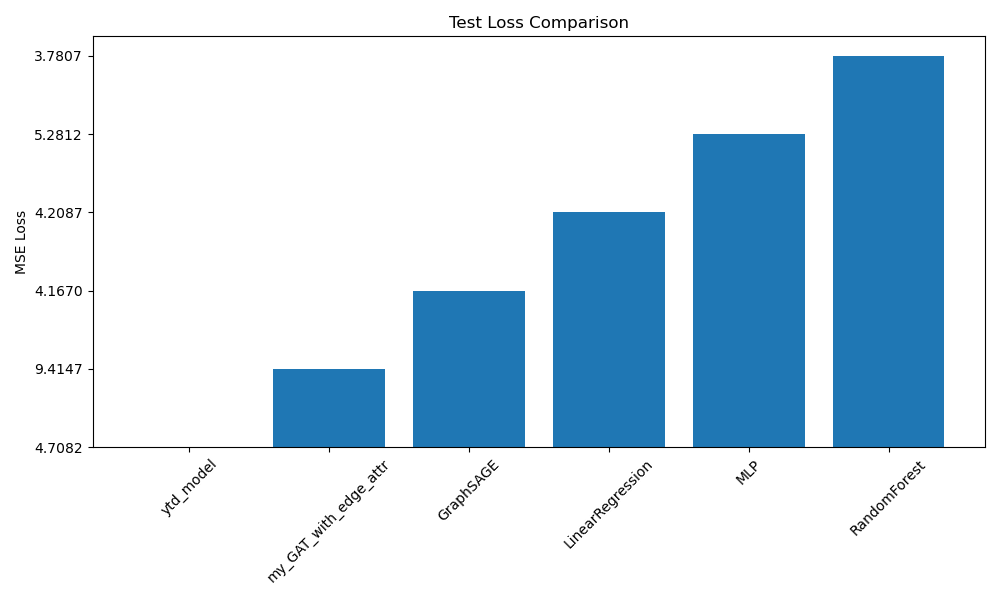 Test Loss Comparison
MSE Loss
3.7807
5.2812
4.2087
4.1670
9.4147
4.7082
ytd_model
my_GAT_with_edge_attr
GraphSAGE
LinearRegression
MLP
RandomForest